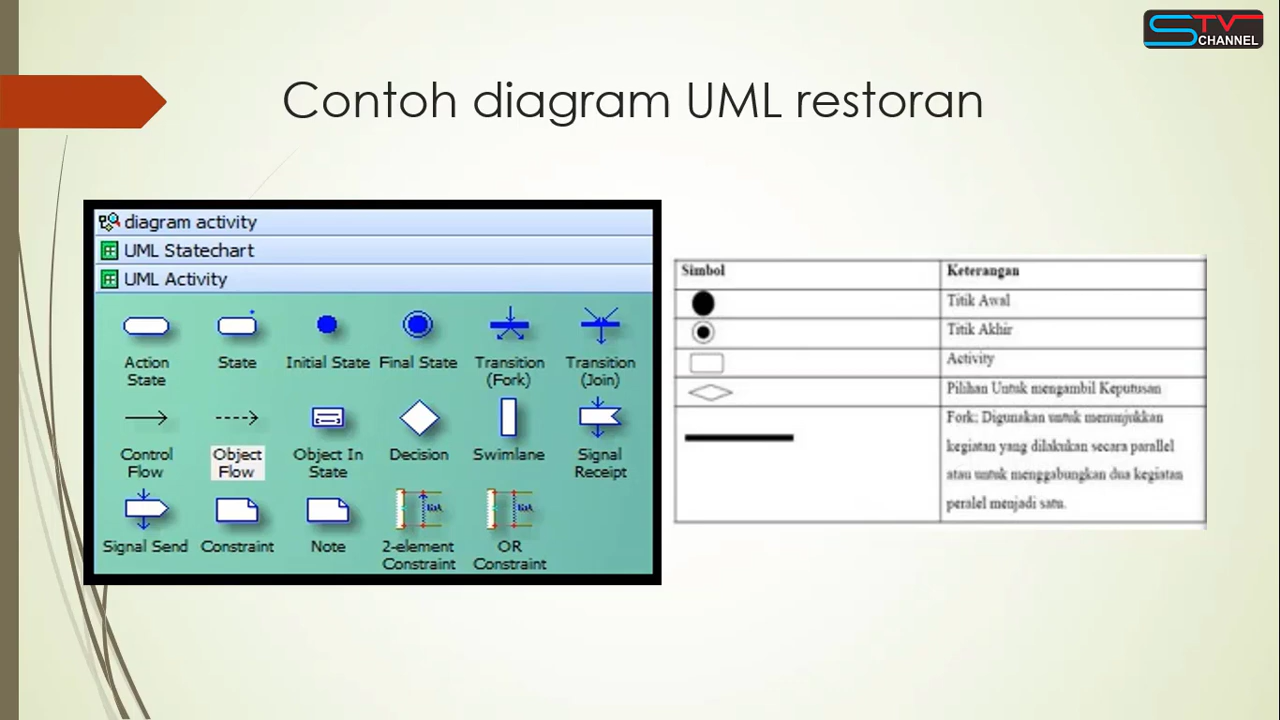 STV
CHANNEL
Contoh diagram UML restoran
diagram activity
UML Statechart
UML Activity
Action
State
State
Initial State
Final State
Transition
(Fork)
Transition
(Join)
Control
Flow
Object
Flow
Object In
State
Decision
Swimlane
Signal
Receipt
Signal Send
Constraint
Note
2-element
Constraint
OR
Constraint
Simbol
Keterangan
Titik Awal
Titik Akhir
Activity
Pilihan Untuk mengambil Keputusan
Fork; Digunakan untuk menunjukkan
kegiatan yang dilakukan secara parallel
atau untuk menggabungkan dua kegiatan
peralel menjadi satu.